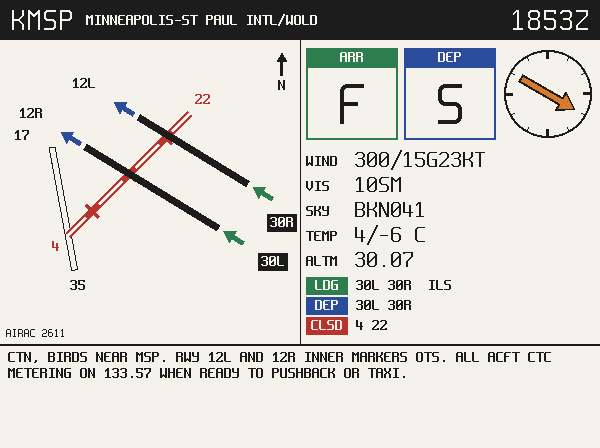 KMSP MINNEAPOLIS-ST PAUL INTL/WOLD 1853Z
12L
22
N
12R
17
30R
4
30L
35
AIRAC 2611
ARR DEP
F S
WIND 300/15G23KT
VIS 10SM
SKY BKN041
TEMP 4/-6 C
ALTM 30.07
LDG 30L 30R ILS
DEP 30L 30R
CLSD 4 22
CTN, BIRDS NEAR MSP. RWY 12L AND 12R INNER MARKERS OTS. ALL ACFT CTC
METERING ON 133.57 WHEN READY TO PUSHBACK OR TAXI.